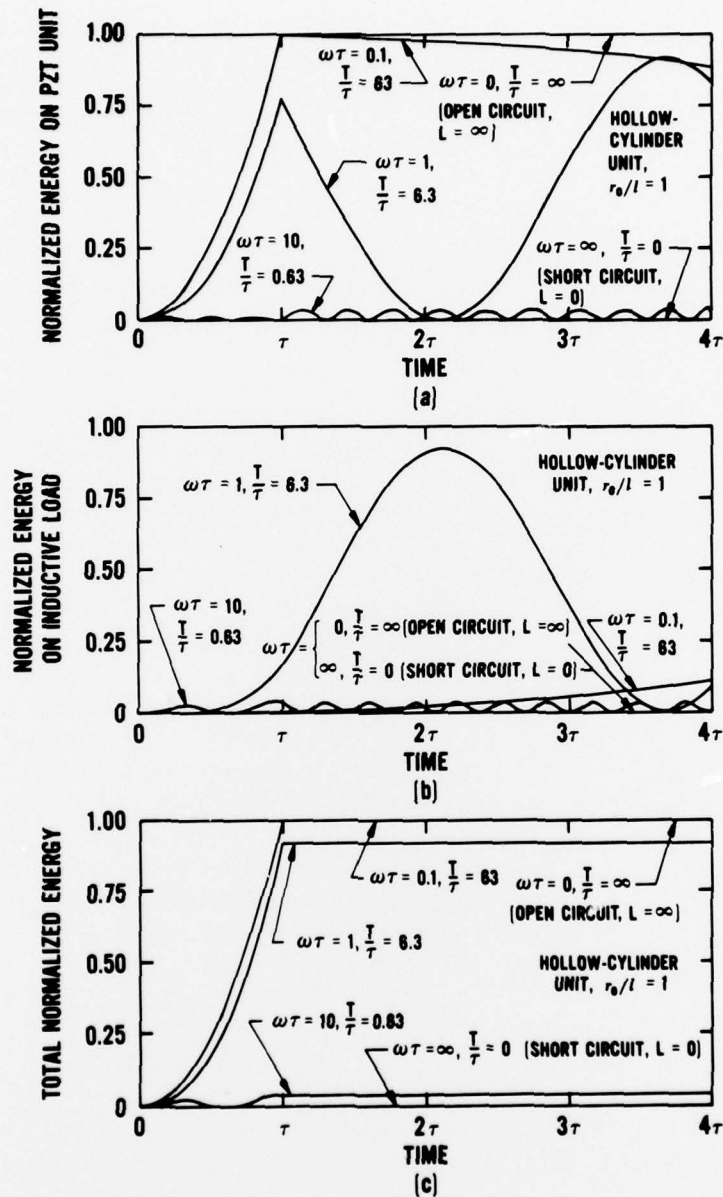 NORMALIZED ENERGY ON PZT UNIT
1.00
0.75
0.50
0.25
0
ωτ = 0.1,
T/τ = 63
ωτ = 0, T/τ = ∞
(OPEN CIRCUIT,
L = ∞)
HOLLOW-
CYLINDER
UNIT,
r₀/l = 1
ωτ = 1,
T/τ = 6.3
ωτ = 10,
T/τ = 0.63
ωτ = ∞, T/τ = 0
(SHORT CIRCUIT,
L = 0)
0 τ 2τ 3τ 4τ
TIME
(a)
NORMALIZED ENERGY
ON INDUCTIVE LOAD
1.00
0.75
0.50
0.25
0
HOLLOW-CYLINDER
UNIT, r₀/l = 1
ωτ = 1, T/τ = 6.3
ωτ = 10,
T/τ = 0.63
ωτ = { 0, T/τ = ∞ (OPEN CIRCUIT, L = ∞)
∞, T/τ = 0 (SHORT CIRCUIT, L = 0)
ωτ = 0.1,
T/τ = 63
0 τ 2τ 3τ 4τ
TIME
(b)
TOTAL NORMALIZED ENERGY
1.00
0.75
0.50
0.25
0
ωτ = 0.1, T/τ = 63
ωτ = 0, T/τ = ∞
(OPEN CIRCUIT, L = ∞)
ωτ = 1, T/τ = 6.3
HOLLOW-CYLINDER
UNIT, r₀/l = 1
ωτ = 10, T/τ = 0.63
ωτ = ∞, T/τ = 0 (SHORT CIRCUIT, L = 0)
0 τ 2τ 3τ 4τ
TIME
(c)